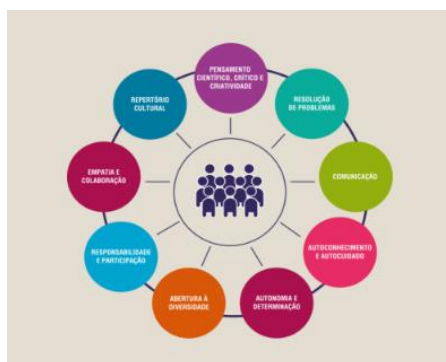 PENSAMENTO
CIENTÍFICO, CRÍTICO E
CRIATIVIDADE
RESOLUÇÃO
DE PROBLEMAS
COMUNICAÇÃO
AUTOCONHECIMENTO
E AUTOCUIDADO
AUTONOMIA E
DETERMINAÇÃO
ABERTURA À
DIVERSIDADE
RESPONSABILIDADE
E PARTICIPAÇÃO
EMPATIA E
COLABORAÇÃO
REPERTÓRIO
CULTURAL